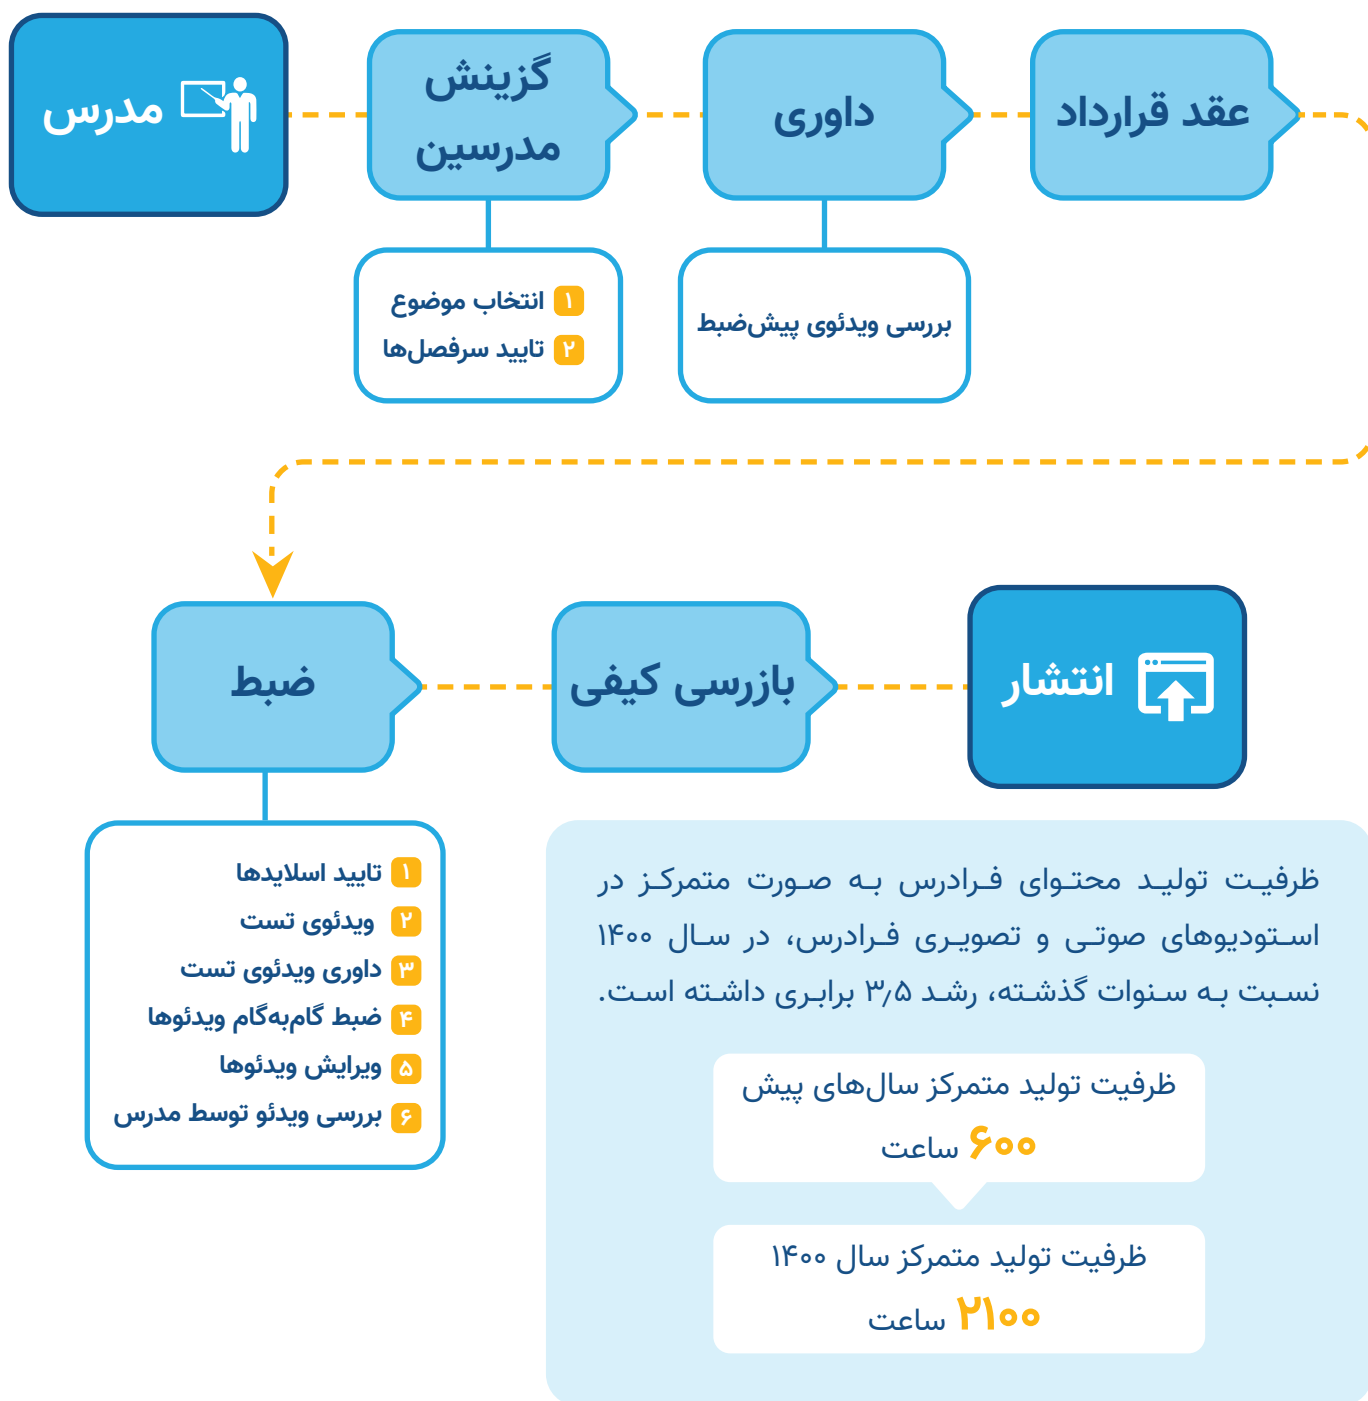 مدرس
گزینش
مدرسین
داوری
عقد قرارداد
۱ انتخاب موضوع
۲ تایید سرفصل‌ها
بررسی ویدئوی پیش‌ضبط
ضبط
بازرسی کیفی
انتشار
۱ تایید اسلایدها
۲ ویدئوی تست
۳ داوری ویدئوی تست
۴ ضبط گام‌به‌گام ویدئوها
۵ ویرایش ویدئوها
۶ بررسی ویدئو توسط مدرس
ظرفیت تولید محتوای فرادرس به صورت متمرکز در
استودیوهای صوتی و تصویری فرادرس، در سال ۱۴۰۰
نسبت به سنوات گذشته، رشد ۳٫۵ برابری داشته است.
ظرفیت تولید متمرکز سال‌های پیش
۶۰۰ ساعت
ظرفیت تولید متمرکز سال ۱۴۰۰
۲۱۰۰ ساعت